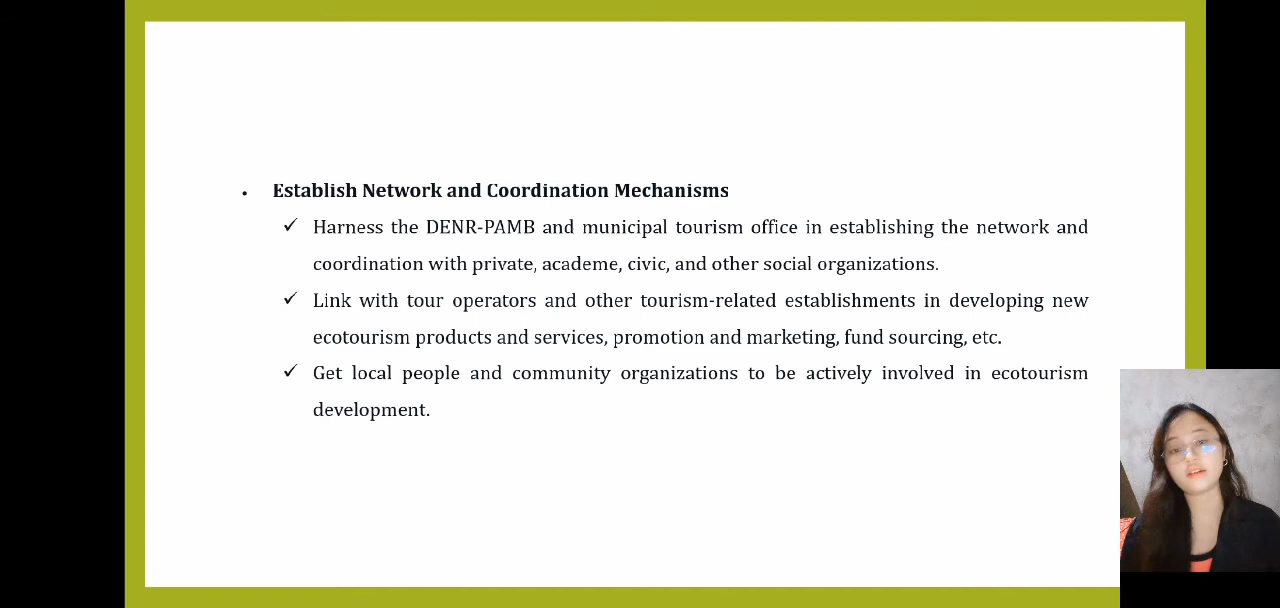 • Establish Network and Coordination Mechanisms
✓ Harness the DENR-PAMB and municipal tourism office in establishing the network and
coordination with private, academe, civic, and other social organizations.
✓ Link with tour operators and other tourism-related establishments in developing new
ecotourism products and services, promotion and marketing, fund sourcing, etc.
✓ Get local people and community organizations to be actively involved in ecotourism
development.